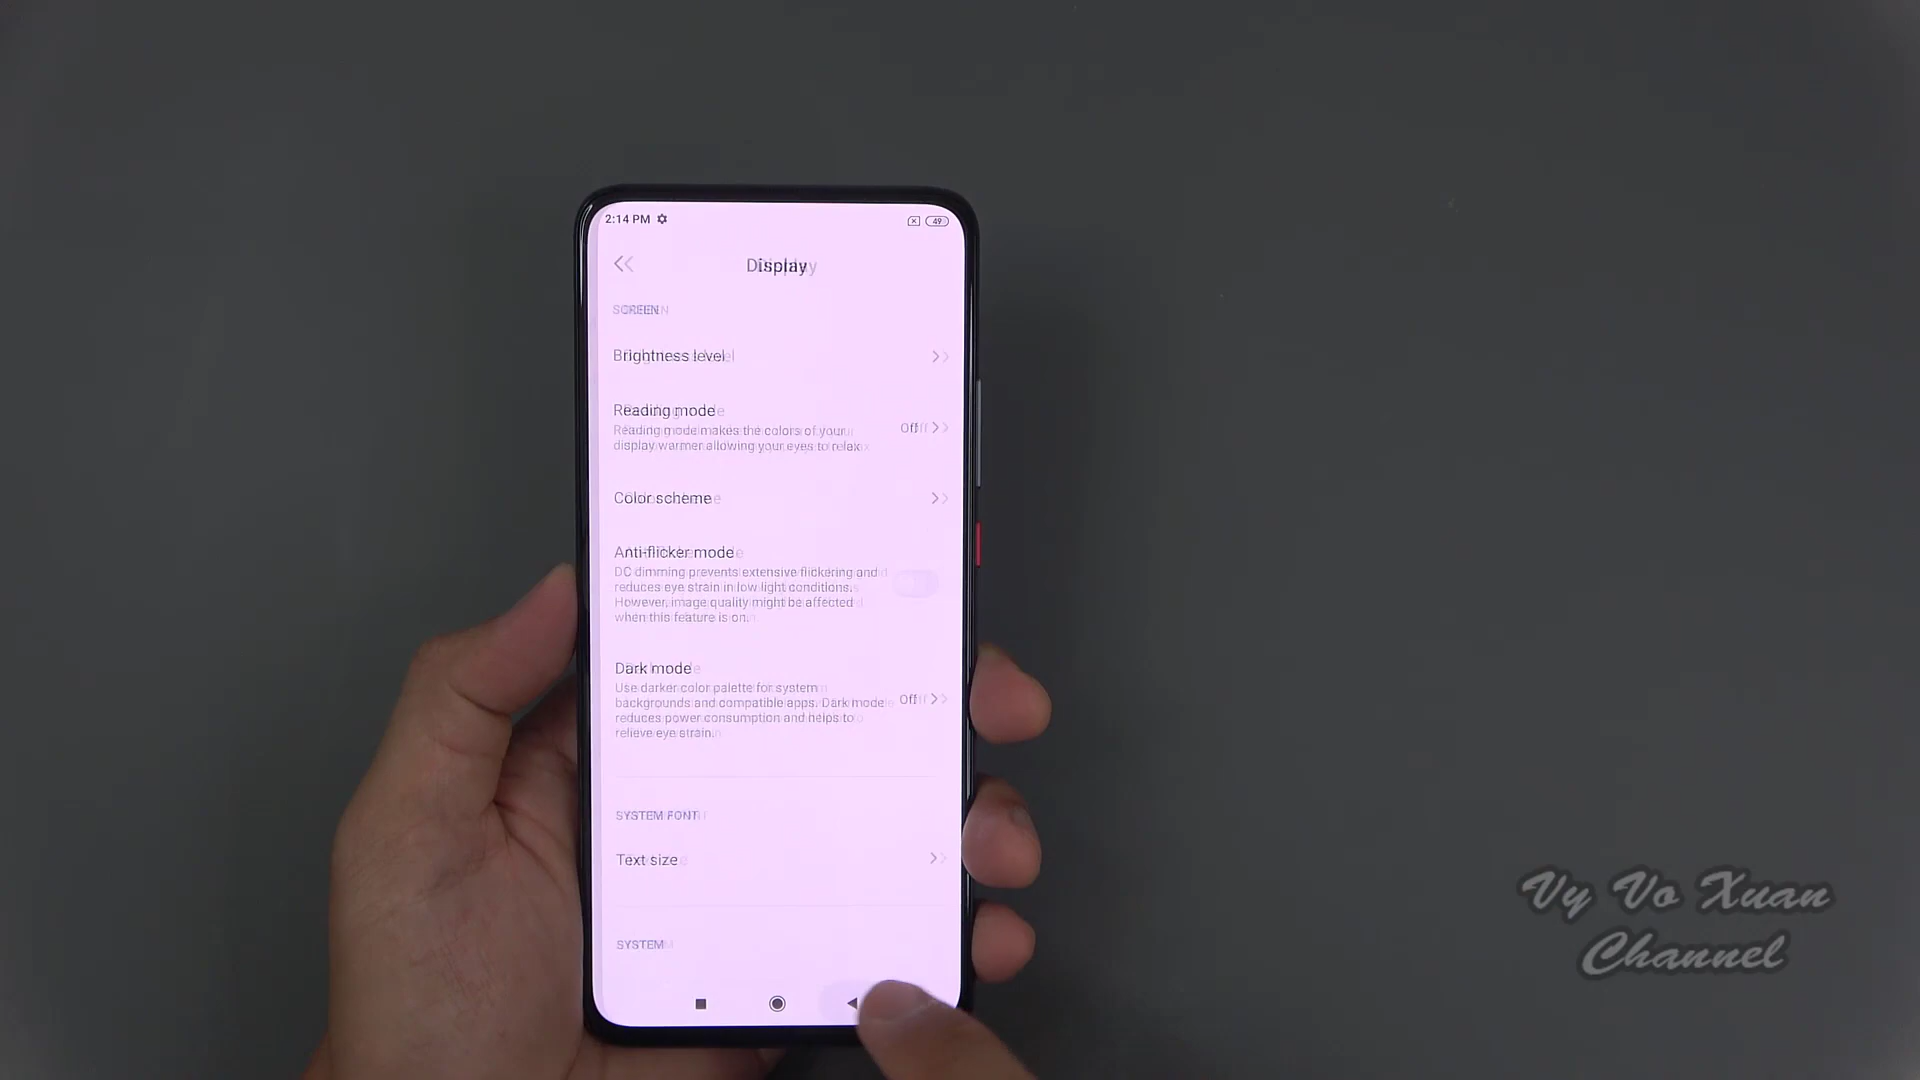 2:14 PM
49
Display
SCREEN
Brightness level
Reading mode
Reading mode makes the colors of your
display warmer allowing your eyes to relax
Off
Color scheme
Anti-flicker mode
DC dimming prevents extensive flickering and
reduces eye strain in low light conditions.
However, image quality might be affected
when this feature is on.
Dark mode
Use darker color palette for system
backgrounds and compatible apps. Dark mode
reduces power consumption and helps to
relieve eye strain.
Off
SYSTEM FONT
Text size
SYSTEM
Vy Vo Xuan
Channel